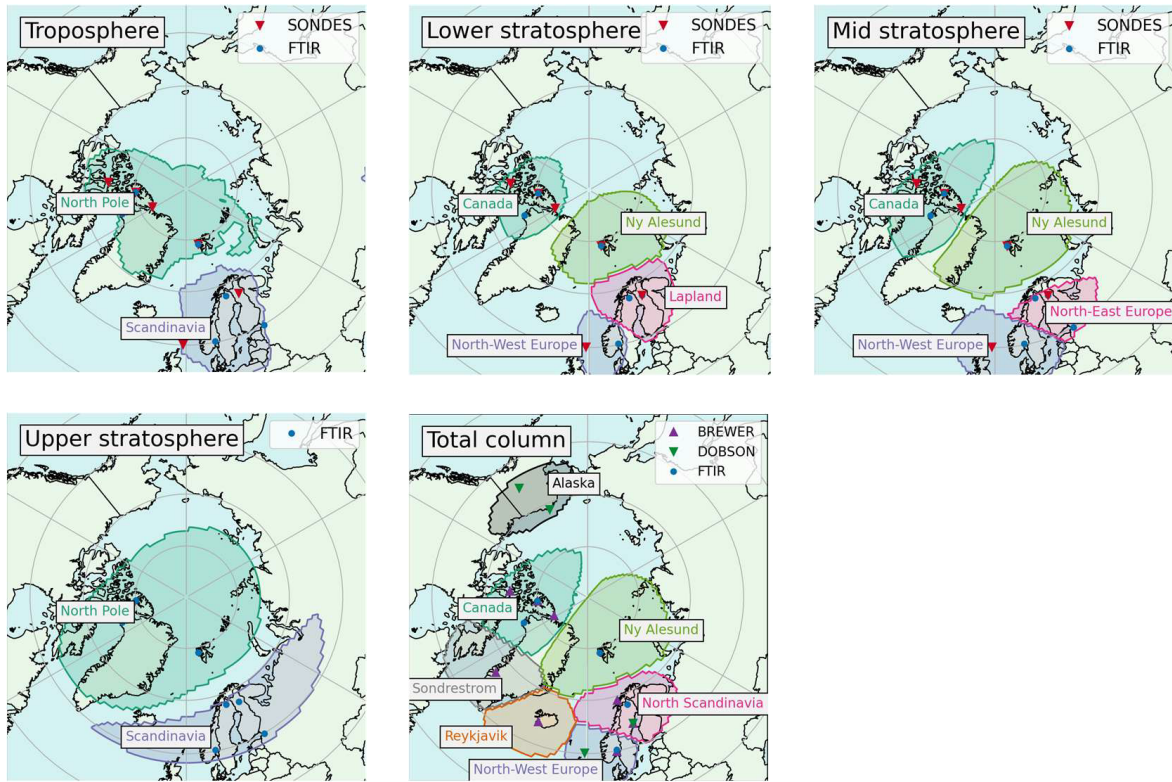 Troposphere
SONDES
FTIR
North Pole
Scandinavia
Lower stratosphere
SONDES
FTIR
Canada
Ny Alesund
Lapland
North-West Europe
Mid stratosphere
SONDES
FTIR
Canada
Ny Alesund
North-East Europe
North-West Europe
Upper stratosphere
FTIR
North Pole
Scandinavia
Total column
BREWER
DOBSON
FTIR
Alaska
Canada
Ny Alesund
Sondrestrom
North Scandinavia
Reykjavik
North-West Europe